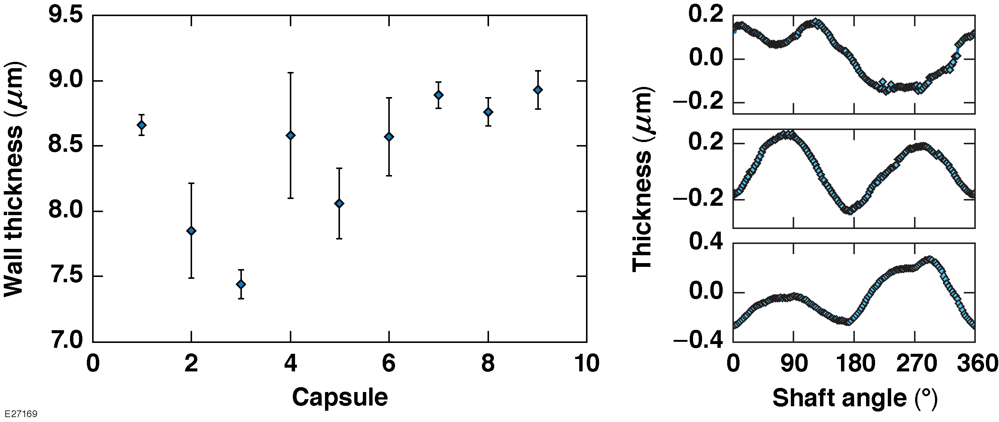 9.5
9.0
8.5
8.0
7.5
7.0
Wall thickness (μm)
0 2 4 6 8 10
Capsule
0.2
0.0
−0.2
0.2
−0.2
0.4
0.0
−0.4
Thickness (μm)
0 90 180 270 360
Shaft angle (°)
E27169